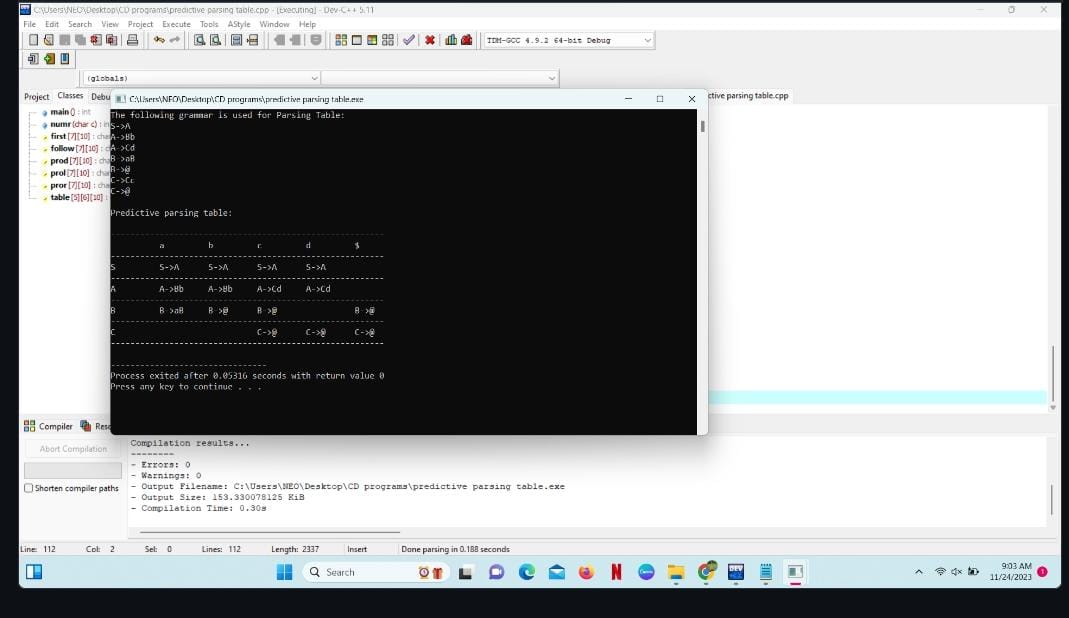 C:\Users\NEO\Desktop\CD programs\predictive parsing table.cpp - [Executing] - Dev-C++ 5.11
File Edit Search View Project Execute Tools AStyle Window Help
TDM-GCC 4.9.2 64-bit Debug
(globals)
Project Classes Debu
C:\Users\NEO\Desktop\CD programs\predictive parsing table.exe
ctive parsing table.cpp
main () : int
numr (char c) : in
first [7][10] : cha
follow [7][10] : c
prod [7][10] : cha
prol [7][10] : cha
pror [7][10] : cha
table [5][6][10] :
The following grammar is used for Parsing Table:
S->A
A->Bb
A->Cd
B->aB
B->@
C->Cc
C->@
Predictive parsing table:
-------------------------------------------------------
a b c d $
-------------------------------------------------------
S S->A S->A S->A S->A
-------------------------------------------------------
A A->Bb A->Bb A->Cd A->Cd
-------------------------------------------------------
B B->aB B->@ B->@ B->@
-------------------------------------------------------
C C->@ C->@ C->@
-------------------------------------------------------
--------------------------------
Process exited after 0.05316 seconds with return value 0
Press any key to continue . . .
Compiler Reso
Abort Compilation
Shorten compiler paths
Compilation results...
--------
- Errors: 0
- Warnings: 0
- Output Filename: C:\Users\NEO\Desktop\CD programs\predictive parsing table.exe
- Output Size: 153.330078125 KiB
- Compilation Time: 0.30s
Line: 112 Col: 2 Sel: 0 Lines: 112 Length: 2337 Insert Done parsing in 0.188 seconds
Search
N
DEV
9:03 AM
11/24/2023
1